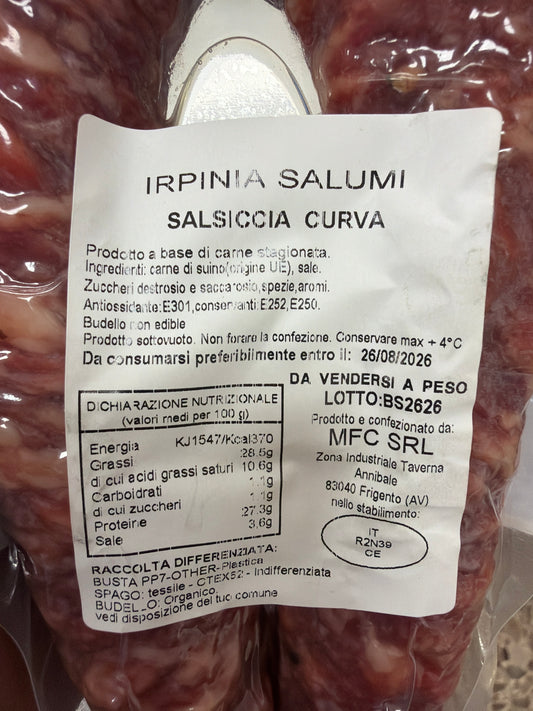 IRPINIA SALUMI
SALSICCIA CURVA
Prodotto a base di carne stagionata.
Ingredienti: carne di suino(origine UE), sale.
Zuccheri destrosio e saccarosio, spezie, aromi.
Antiossidante:E301, conservanti: E252, E250.
Budello non edible
Prodotto sottovuoto. Non forare la confezione. Conservare max + 4°C
Da consumarsi preferibilmente entro il: 26/08/2026
DA VENDERSI A PESO
LOTTO:BS2626
Prodotto e confezionato da:
MFC SRL
Zona Industriale Taverna
Annibale
83040 Frigento (AV)
nello stabilimento:
IT
R2N39
CE
DICHIARAZIONE NUTRIZIONALE
(valori medi per 100 g)
Energia KJ1547/Kcal370
Grassi 28.5g
di cui acidi grassi saturi 10.6g
Carboidrati 1.1g
di cui zuccheri 1.1g
Proteine 27.3g
Sale 3.6g
RACCOLTA DIFFERENZIATA:
BUSTA PP7-OTHER-Plastica
SPAGO: tessile - CTEX62 - Indifferenziata
BUDELLO: Organico.
vedi disposizione del tuo comune